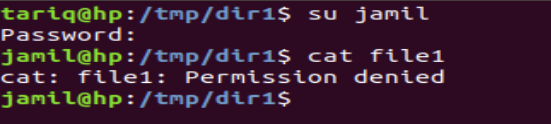 tariq@hp:/tmp/dir1$ su jamil
Password:
jamil@hp:/tmp/dir1$ cat file1
cat: file1: Permission denied
jamil@hp:/tmp/dir1$